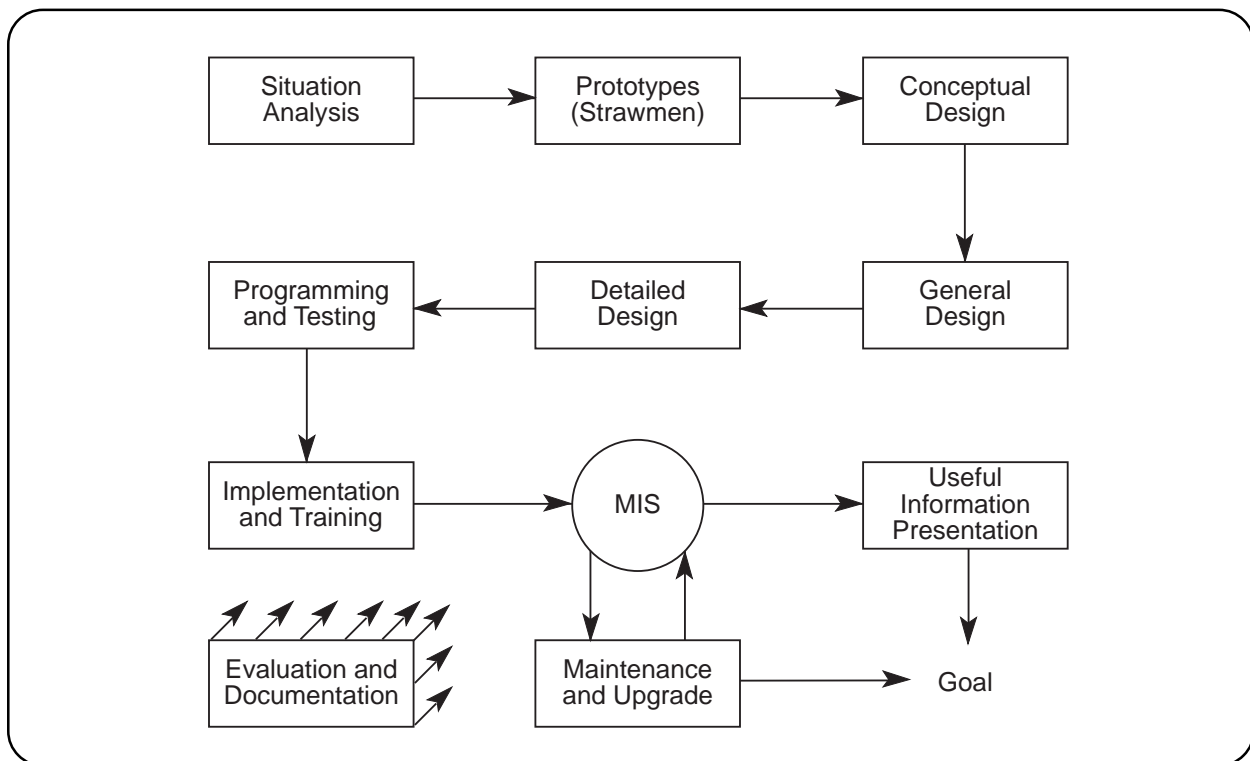 Situation
Analysis
Prototypes
(Strawmen)
Conceptual
Design
Programming
and Testing
Detailed
Design
General
Design
Implementation
and Training
MIS
Useful
Information
Presentation
Evaluation and
Documentation
Maintenance
and Upgrade
Goal